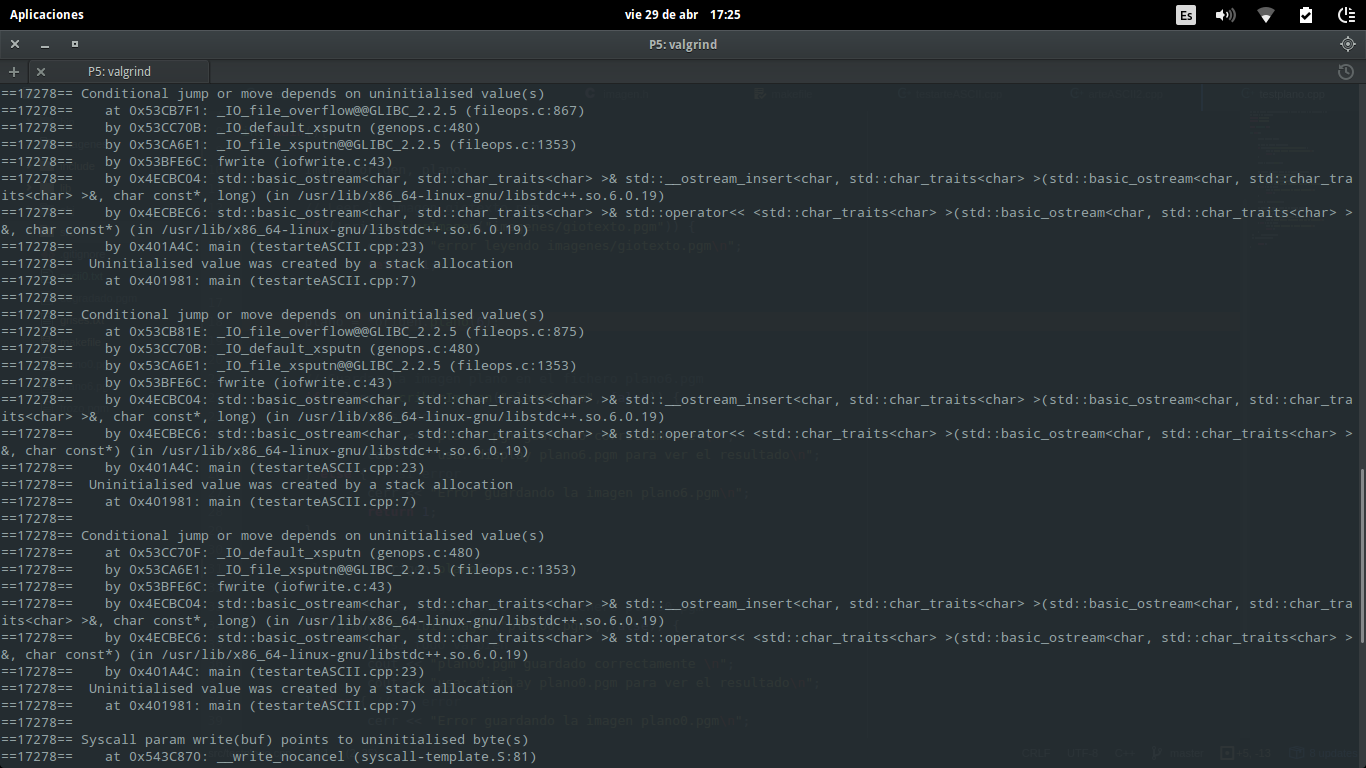 Aplicaciones
vie 29 de abr 17:25
Es
P5: valgrind
P5: valgrind
==17278== Conditional jump or move depends on uninitialised value(s)
==17278==    at 0x53CB7F1: _IO_file_overflow@@GLIBC_2.2.5 (fileops.c:867)
==17278==    by 0x53CC70B: _IO_default_xsputn (genops.c:480)
==17278==    by 0x53CA6E1: _IO_file_xsputn@@GLIBC_2.2.5 (fileops.c:1353)
==17278==    by 0x53BFE6C: fwrite (iofwrite.c:43)
==17278==    by 0x4ECBC04: std::basic_ostream<char, std::char_traits<char> >& std::__ostream_insert<char, std::char_traits<char> >(std::basic_ostream<char, std::char_tra
its<char> >&, char const*, long) (in /usr/lib/x86_64-linux-gnu/libstdc++.so.6.0.19)
==17278==    by 0x4ECBEC6: std::basic_ostream<char, std::char_traits<char> >& std::operator<< <std::char_traits<char> >(std::basic_ostream<char, std::char_traits<char> >
&, char const*) (in /usr/lib/x86_64-linux-gnu/libstdc++.so.6.0.19)
==17278==    by 0x401A4C: main (testarteASCII.cpp:23)
==17278==  Uninitialised value was created by a stack allocation
==17278==    at 0x401981: main (testarteASCII.cpp:7)
==17278==
==17278== Conditional jump or move depends on uninitialised value(s)
==17278==    at 0x53CB81E: _IO_file_overflow@@GLIBC_2.2.5 (fileops.c:875)
==17278==    by 0x53CC70B: _IO_default_xsputn (genops.c:480)
==17278==    by 0x53CA6E1: _IO_file_xsputn@@GLIBC_2.2.5 (fileops.c:1353)
==17278==    by 0x53BFE6C: fwrite (iofwrite.c:43)
==17278==    by 0x4ECBC04: std::basic_ostream<char, std::char_traits<char> >& std::__ostream_insert<char, std::char_traits<char> >(std::basic_ostream<char, std::char_tra
its<char> >&, char const*, long) (in /usr/lib/x86_64-linux-gnu/libstdc++.so.6.0.19)
==17278==    by 0x4ECBEC6: std::basic_ostream<char, std::char_traits<char> >& std::operator<< <std::char_traits<char> >(std::basic_ostream<char, std::char_traits<char> >
&, char const*) (in /usr/lib/x86_64-linux-gnu/libstdc++.so.6.0.19)
==17278==    by 0x401A4C: main (testarteASCII.cpp:23)
==17278==  Uninitialised value was created by a stack allocation
==17278==    at 0x401981: main (testarteASCII.cpp:7)
==17278==
==17278== Conditional jump or move depends on uninitialised value(s)
==17278==    at 0x53CC70F: _IO_default_xsputn (genops.c:480)
==17278==    by 0x53CA6E1: _IO_file_xsputn@@GLIBC_2.2.5 (fileops.c:1353)
==17278==    by 0x53BFE6C: fwrite (iofwrite.c:43)
==17278==    by 0x4ECBC04: std::basic_ostream<char, std::char_traits<char> >& std::__ostream_insert<char, std::char_traits<char> >(std::basic_ostream<char, std::char_tra
its<char> >&, char const*, long) (in /usr/lib/x86_64-linux-gnu/libstdc++.so.6.0.19)
==17278==    by 0x4ECBEC6: std::basic_ostream<char, std::char_traits<char> >& std::operator<< <std::char_traits<char> >(std::basic_ostream<char, std::char_traits<char> >
&, char const*) (in /usr/lib/x86_64-linux-gnu/libstdc++.so.6.0.19)
==17278==    by 0x401A4C: main (testarteASCII.cpp:23)
==17278==  Uninitialised value was created by a stack allocation
==17278==    at 0x401981: main (testarteASCII.cpp:7)
==17278==
==17278== Syscall param write(buf) points to uninitialised byte(s)
==17278==    at 0x543C870: __write_nocancel (syscall-template.S:81)